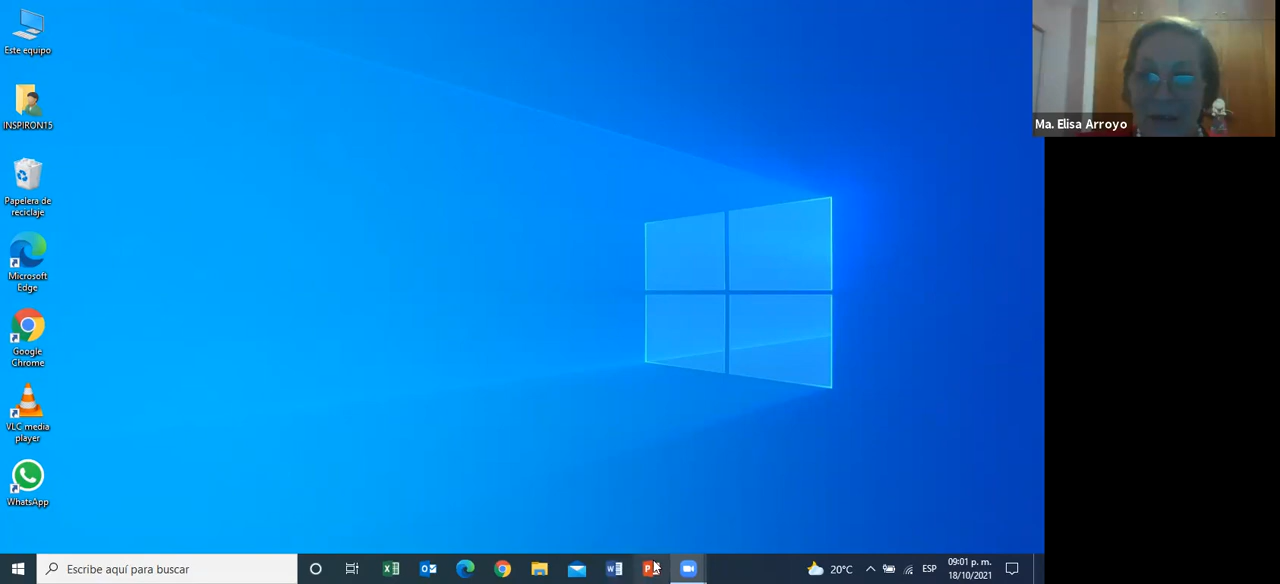 Este equipo
INSPIRON15
Papelera de
reciclaje
Microsoft
Edge
Google
Chrome
VLC media
player
WhatsApp
Ma. Elisa Arroyo
Escribe aquí para buscar
20°C
ESP
09:01 p. m.
18/10/2021